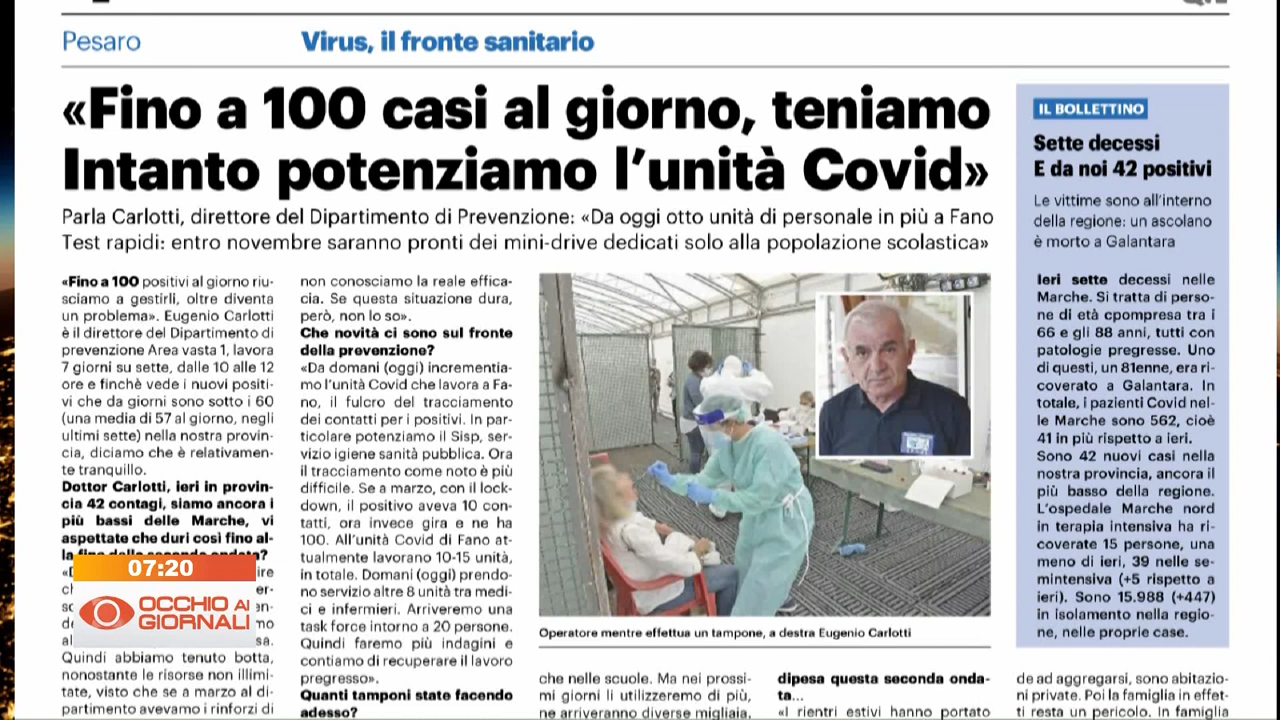 Pesaro
Virus, il fronte sanitario
«Fino a 100 casi al giorno, teniamo
Intanto potenziamo l'unità Covid»
Parla Carlotti, direttore del Dipartimento di Prevenzione: «Da oggi otto unità di personale in più a Fano
Test rapidi: entro novembre saranno pronti dei mini-drive dedicati solo alla popolazione scolastica»
«Fino a 100 positivi al giorno riu-
sciamo a gestirli, oltre diventa
un problema». Eugenio Carlotti
è il direttore del Dipartimento di
prevenzione Area vasta 1, lavora
7 giorni su sette, dalle 10 alle 12
ore e finchè vede i nuovi positi-
vi che da giorni sono sotto i 60
(una media di 57 al giorno, negli
ultimi sette) nella nostra provin-
cia, diciamo che è relativamen-
te tranquillo.
Dottor Carlotti, ieri in provin-
cia 42 contagi, siamo ancora i
più bassi delle Marche, vi
aspettate che duri così fino al-
la fine della seconda ondata?
07:20
OCCHIO AI
GIORNALI
sa.
Quindi abbiamo tenuto botta,
nonostante le risorse non illimi-
tate, visto che se a marzo al di-
partimento avevamo i rinforzi di
non conosciamo la reale effica-
cia. Se questa situazione dura,
però, non lo so».
Che novità ci sono sul fronte
della prevenzione?
«Da domani (oggi) incrementia-
mo l'unità Covid che lavora a Fa-
no, il fulcro del tracciamento
dei contatti per i positivi. In par-
ticolare potenziamo il Sisp, ser-
vizio igiene sanità pubblica. Ora
il tracciamento come noto è più
difficile. Se a marzo, con il lock-
down, il positivo aveva 10 con-
tatti, ora invece gira e ne ha
100. All'unità Covid di Fano at-
tualmente lavorano 10-15 unità,
in totale. Domani (oggi) prendo-
no servizio altre 8 unità tra medi-
ci e infermieri. Arriveremo una
task force intorno a 20 persone.
Quindi faremo più indagini e
contiamo di recuperare il lavoro
pregresso».
Quanti tamponi state facendo
adesso?
Operatore mentre effettua un tampone, a destra Eugenio Carlotti
che nelle scuole. Ma nei prossi-
mi giorni li utilizzeremo di più,
ne arriveranno diverse migliaia,
dipesa questa seconda onda-
ta...
«I rientri estivi hanno portato
IL BOLLETTINO
Sette decessi
E da noi 42 positivi
Le vittime sono all'interno
della regione: un ascolano
è morto a Galantara
Ieri sette decessi nelle
Marche. Si tratta di perso-
ne di età cpompresa tra i
66 e gli 88 anni, tutti con
patologie pregresse. Uno
di questi, un 81enne, era ri-
coverato a Galantara. In
totale, i pazienti Covid nel-
le Marche sono 562, cioè
41 in più rispetto a ieri.
Sono 42 nuovi casi nella
nostra provincia, ancora il
più basso della regione.
L'ospedale Marche nord
in terapia intensiva ha ri-
coverate 15 persone, una
meno di ieri, 39 nelle se-
mintensiva (+5 rispetto a
ieri). Sono 15.988 (+447)
in isolamento nella regio-
ne, nelle proprie case.
de ad aggregarsi, sono abitazio-
ni private. Poi la famiglia in effet-
ti resta un pericolo. In famiglia